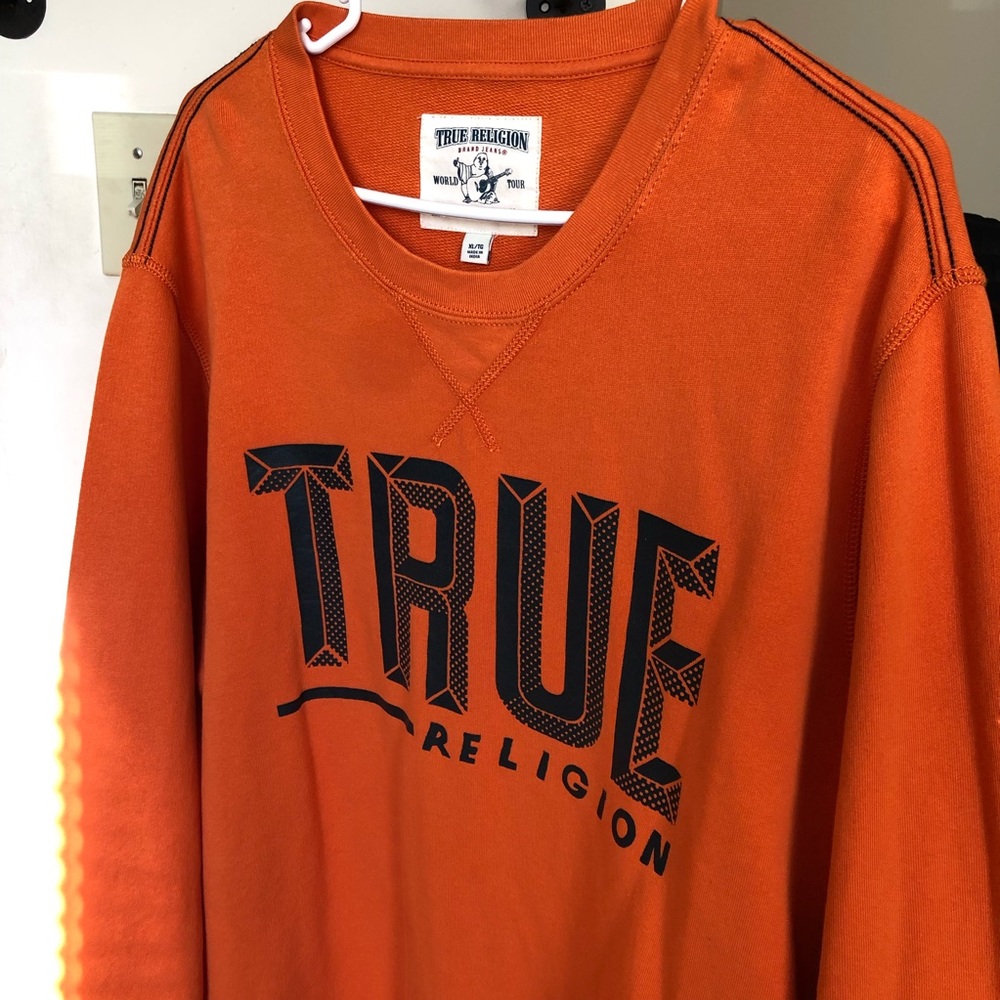 TRUE RELIGION
BRAND JEANS®
WORLD TOUR
XL/TG
MADE IN
INDIA
TRUE
RELIGION